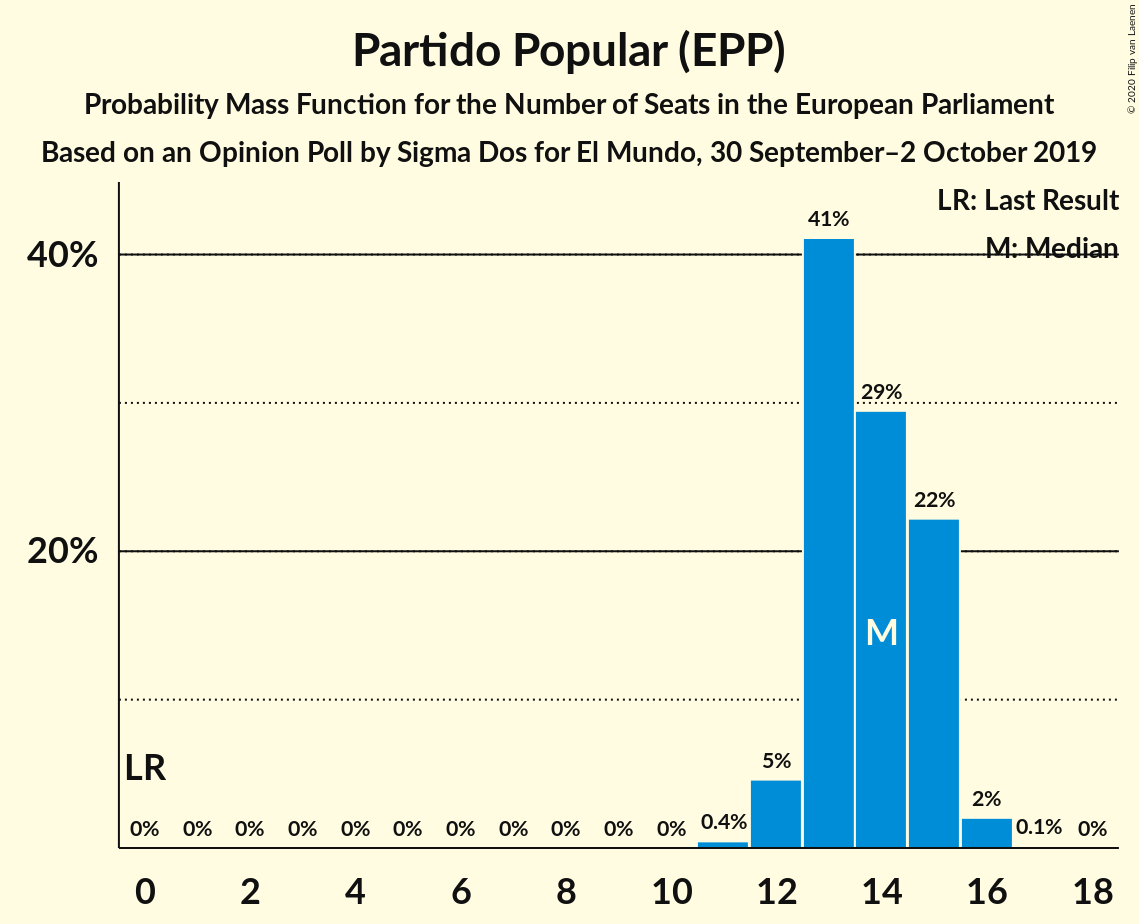 Partido Popular (EPP)
Probability Mass Function for the Number of Seats in the European Parliament
Based on an Opinion Poll by Sigma Dos for El Mundo, 30 September–2 October 2019
© 2020 Filip van Laenen
LR: Last Result
M: Median
41%
40%
29%
22%
20%
M
LR
5%
2%
0% 0% 0% 0% 0% 0% 0% 0% 0% 0% 0% 0.4% 0.1% 0%
0 2 4 6 8 10 12 14 16 18